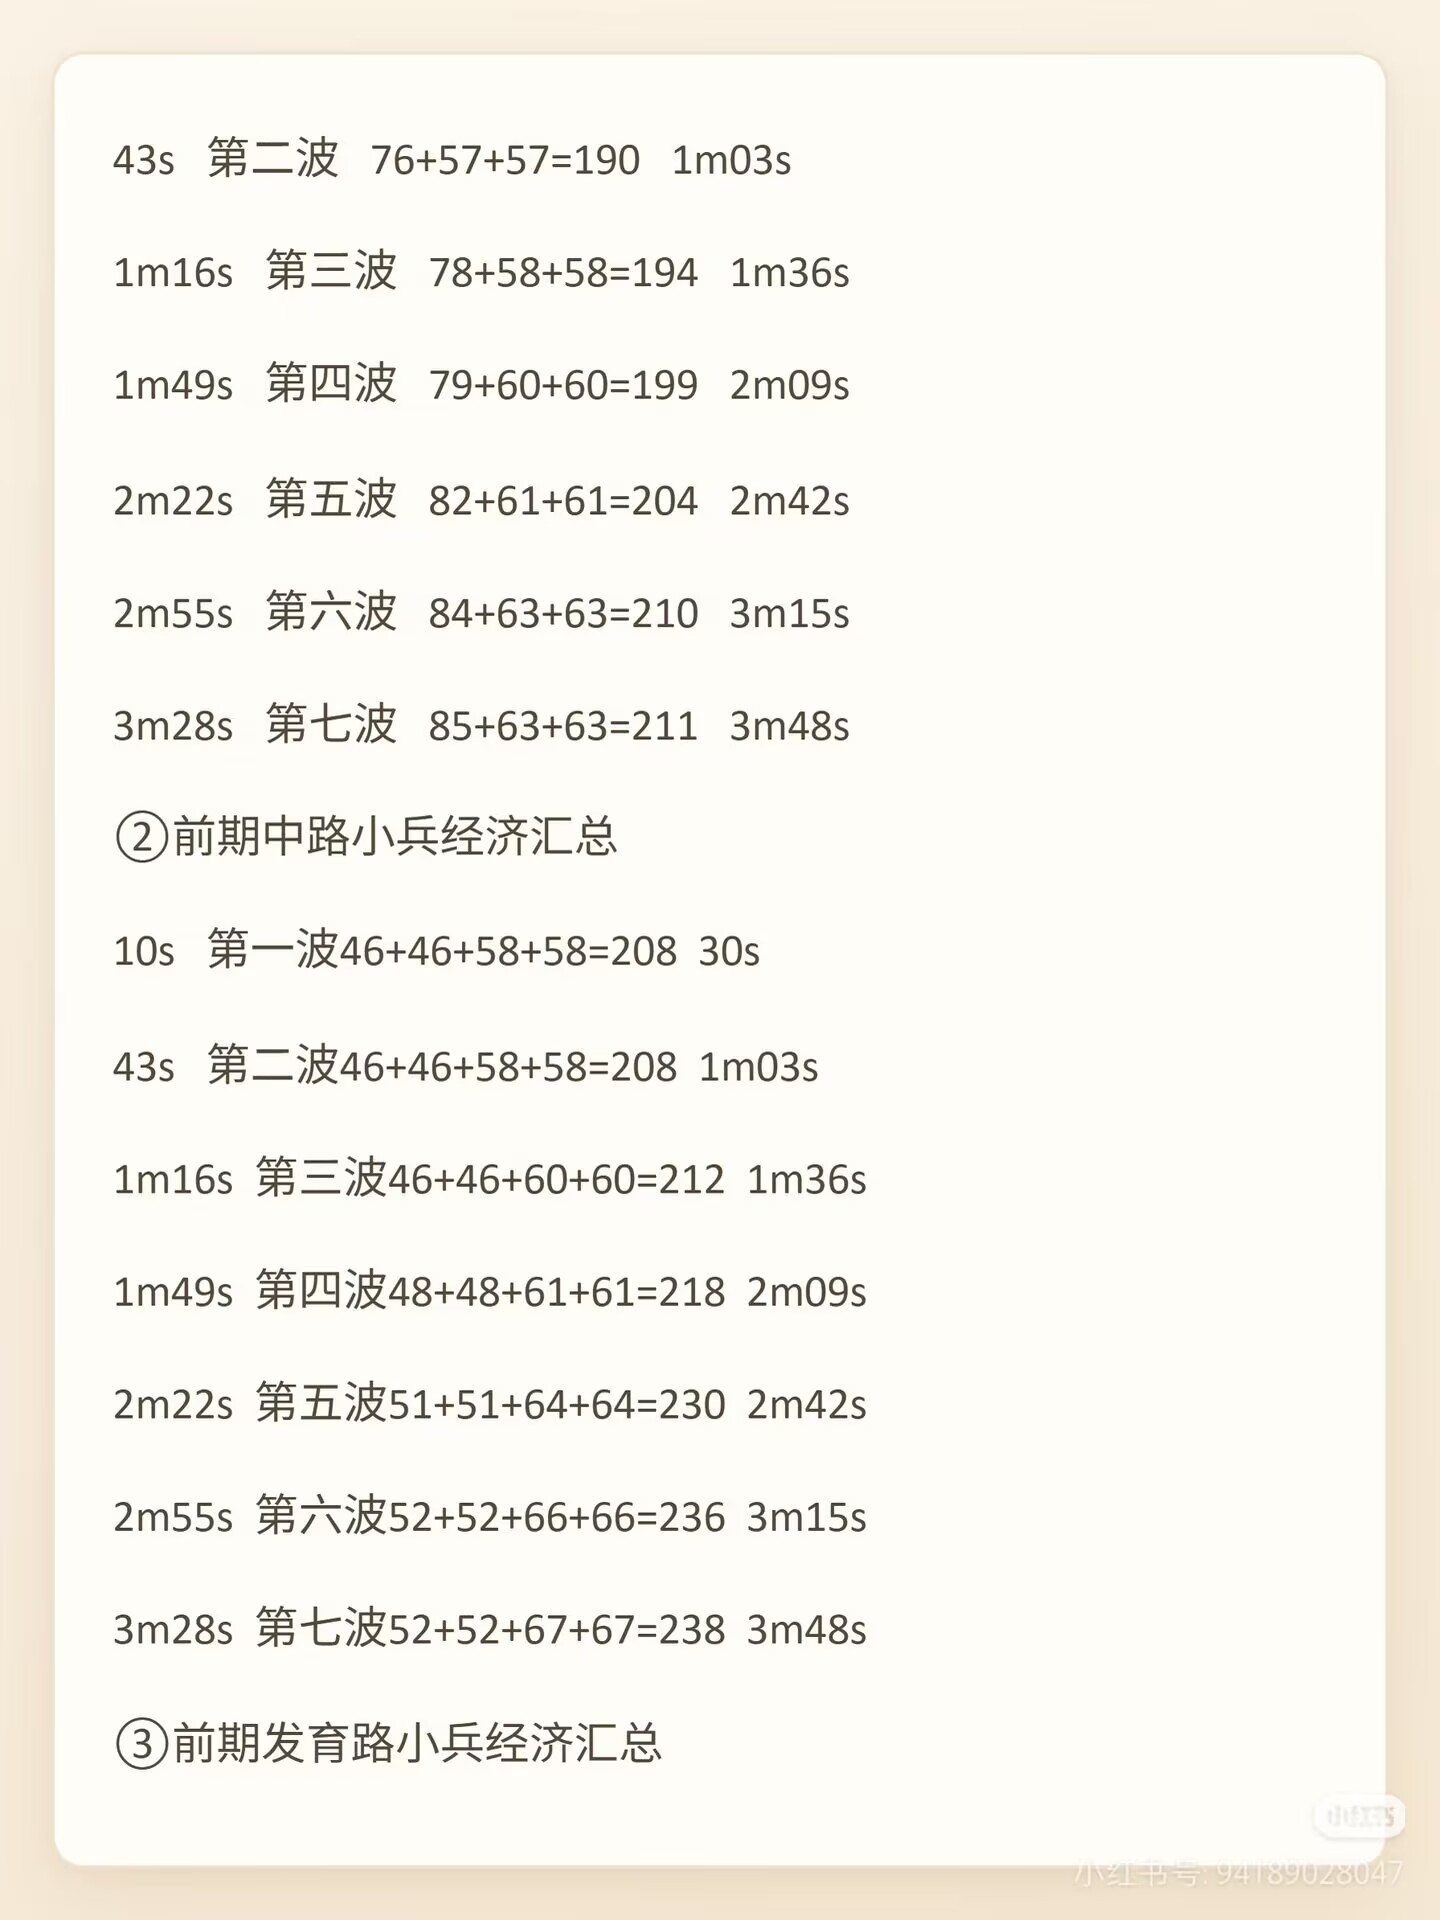 43s 第二波 76+57+57=190 1m03s
1m16s 第三波 78+58+58=194 1m36s
1m49s 第四波 79+60+60=199 2m09s
2m22s 第五波 82+61+61=204 2m42s
2m55s 第六波 84+63+63=210 3m15s
3m28s 第七波 85+63+63=211 3m48s
②前期中路小兵经济汇总
10s 第一波46+46+58+58=208 30s
43s 第二波46+46+58+58=208 1m03s
1m16s 第三波46+46+60+60=212 1m36s
1m49s 第四波48+48+61+61=218 2m09s
2m22s 第五波51+51+64+64=230 2m42s
2m55s 第六波52+52+66+66=236 3m15s
3m28s 第七波52+52+67+67=238 3m48s
③前期发育路小兵经济汇总
小红书号: 94189028047